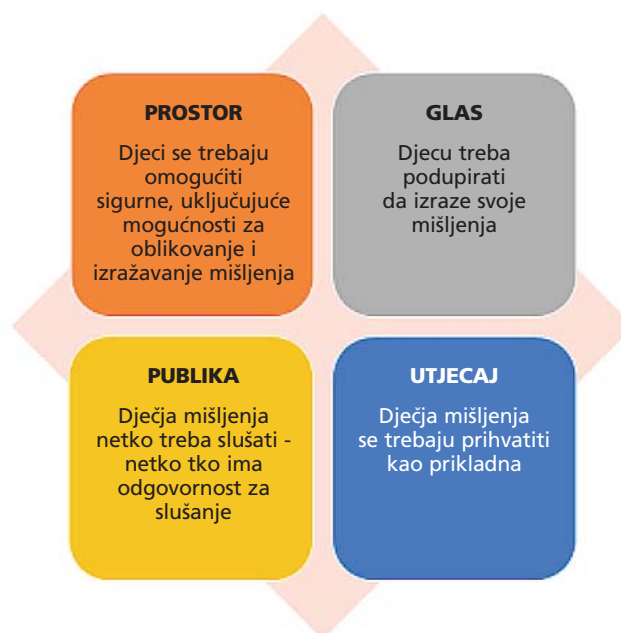 PROSTOR
Djeci se trebaju
omogućiti
sigurne, uključujuće
mogućnosti za
oblikovanje i
izražavanje mišljenja
GLAS
Djecu treba
podupirati
da izraze svoje
mišljenja
PUBLIKA
Dječja mišljenja
netko treba slušati -
netko tko ima
odgovornost za
slušanje
UTJECAJ
Dječja mišljenja
se trebaju prihvatiti
kao prikladna